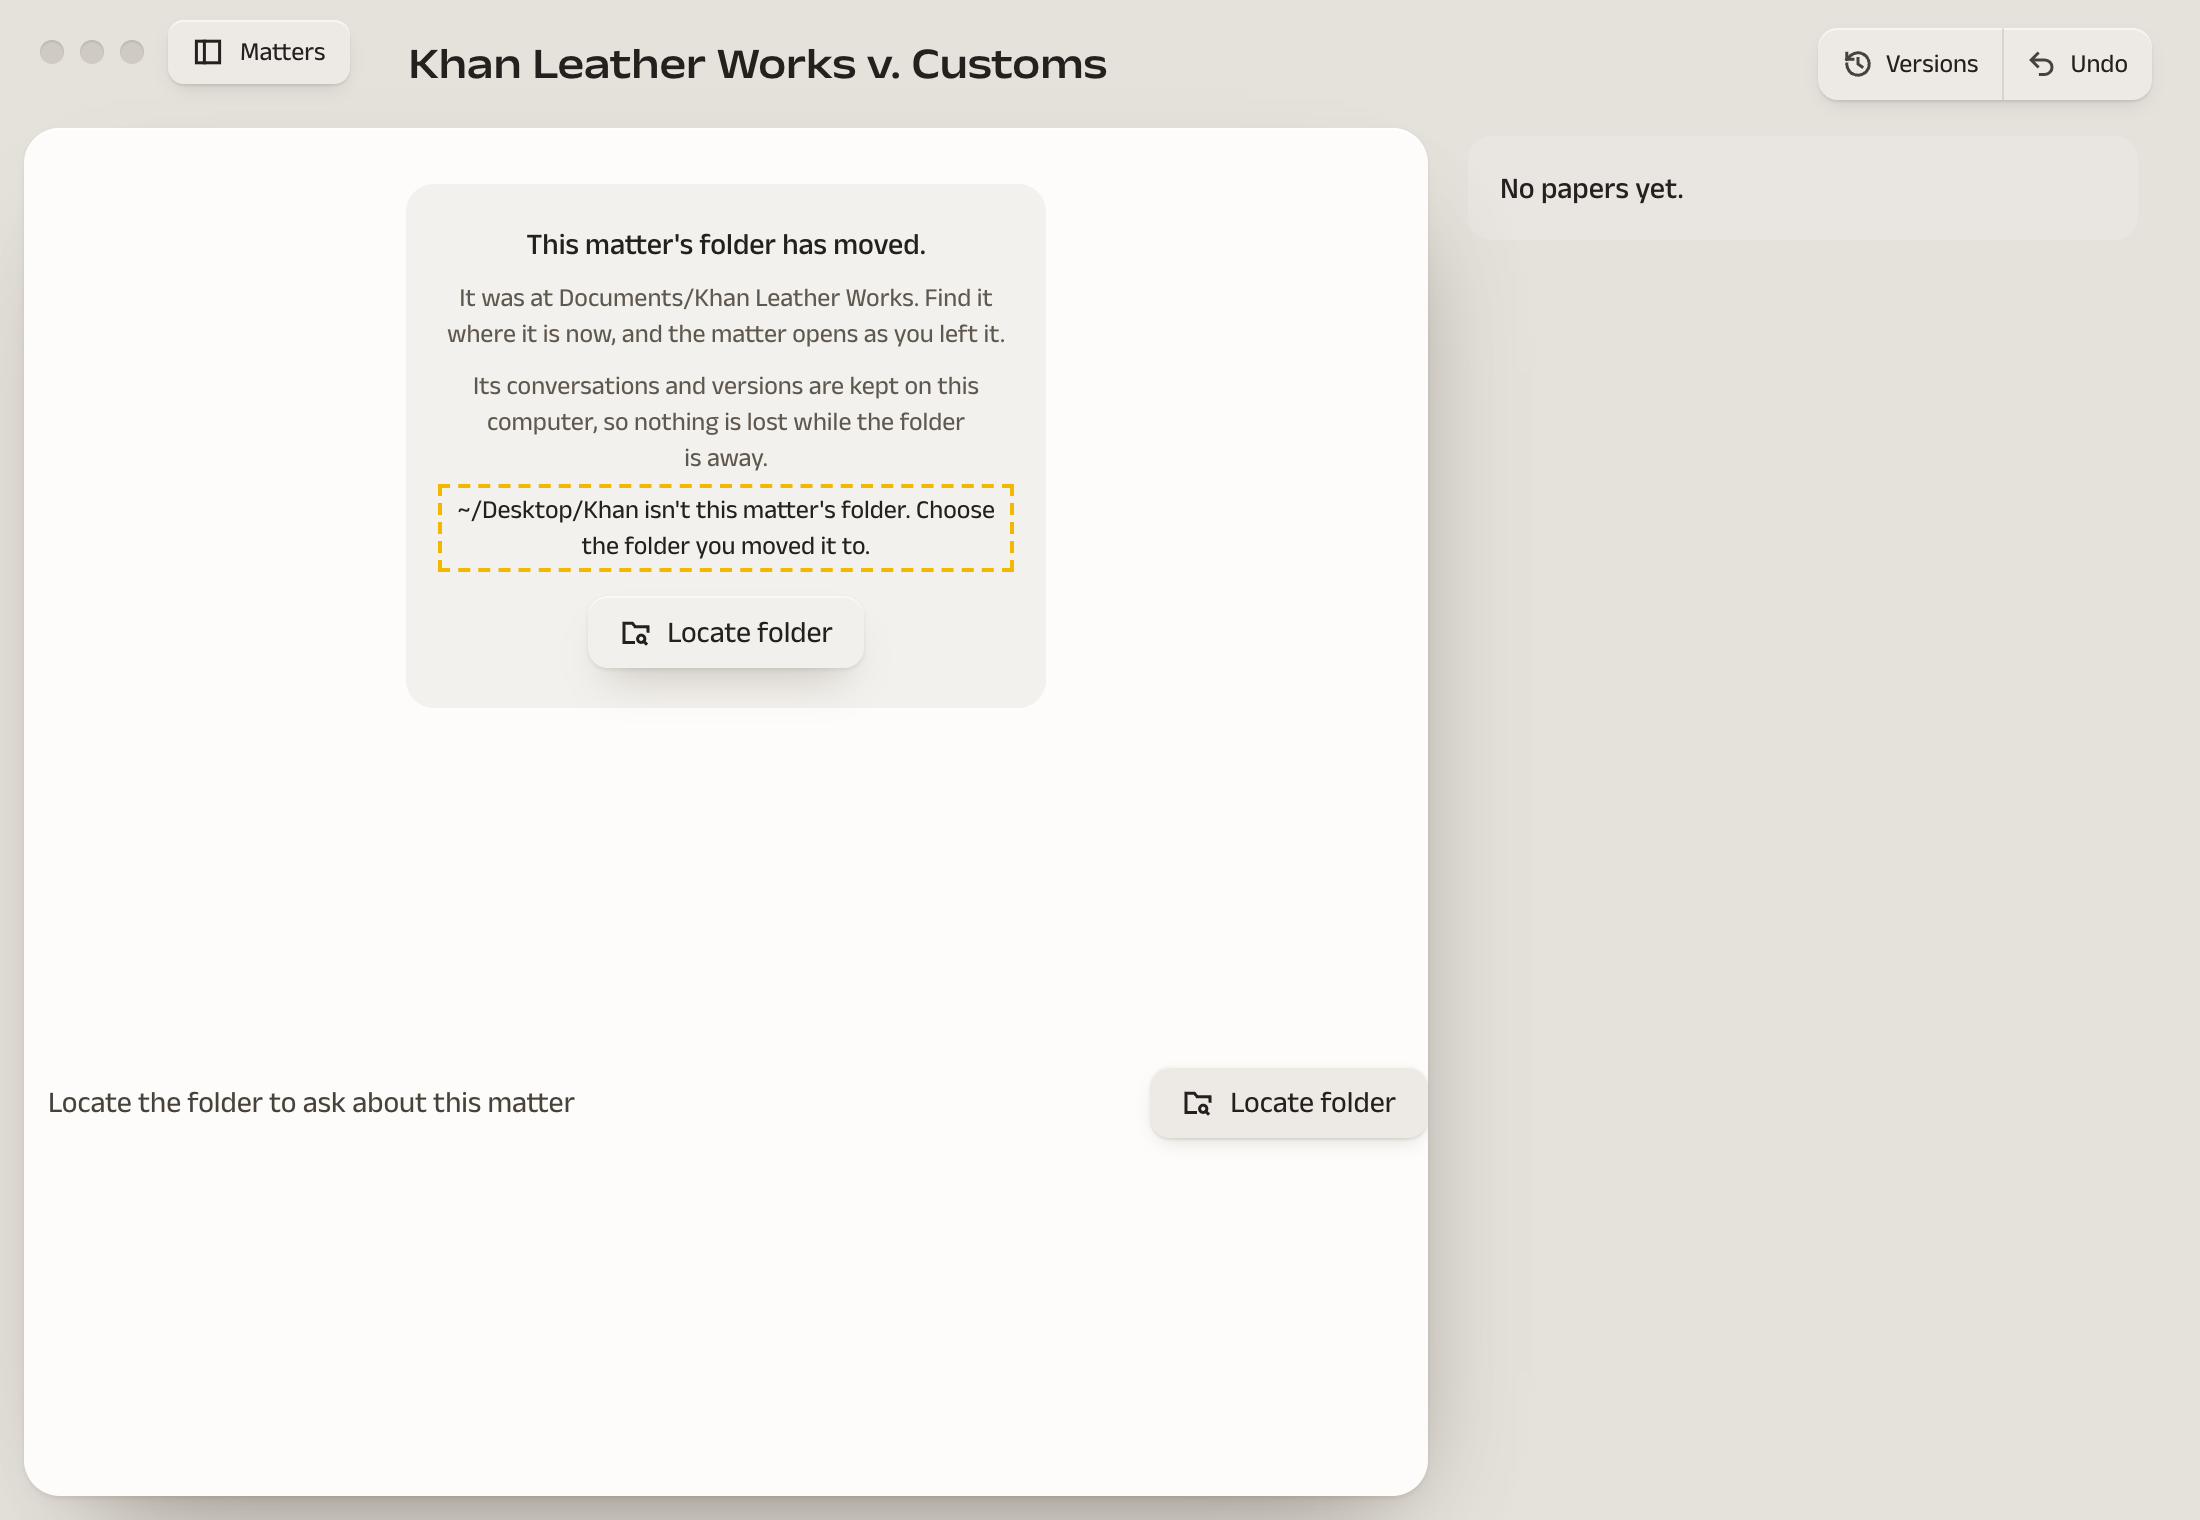 Matters
Khan Leather Works v. Customs
Versions
Undo
This matter's folder has moved.
It was at Documents/Khan Leather Works. Find it
where it is now, and the matter opens as you left it.
Its conversations and versions are kept on this
computer, so nothing is lost while the folder
is away.
~/Desktop/Khan isn't this matter's folder. Choose
the folder you moved it to.
Locate folder
Locate the folder to ask about this matter
Locate folder
No papers yet.